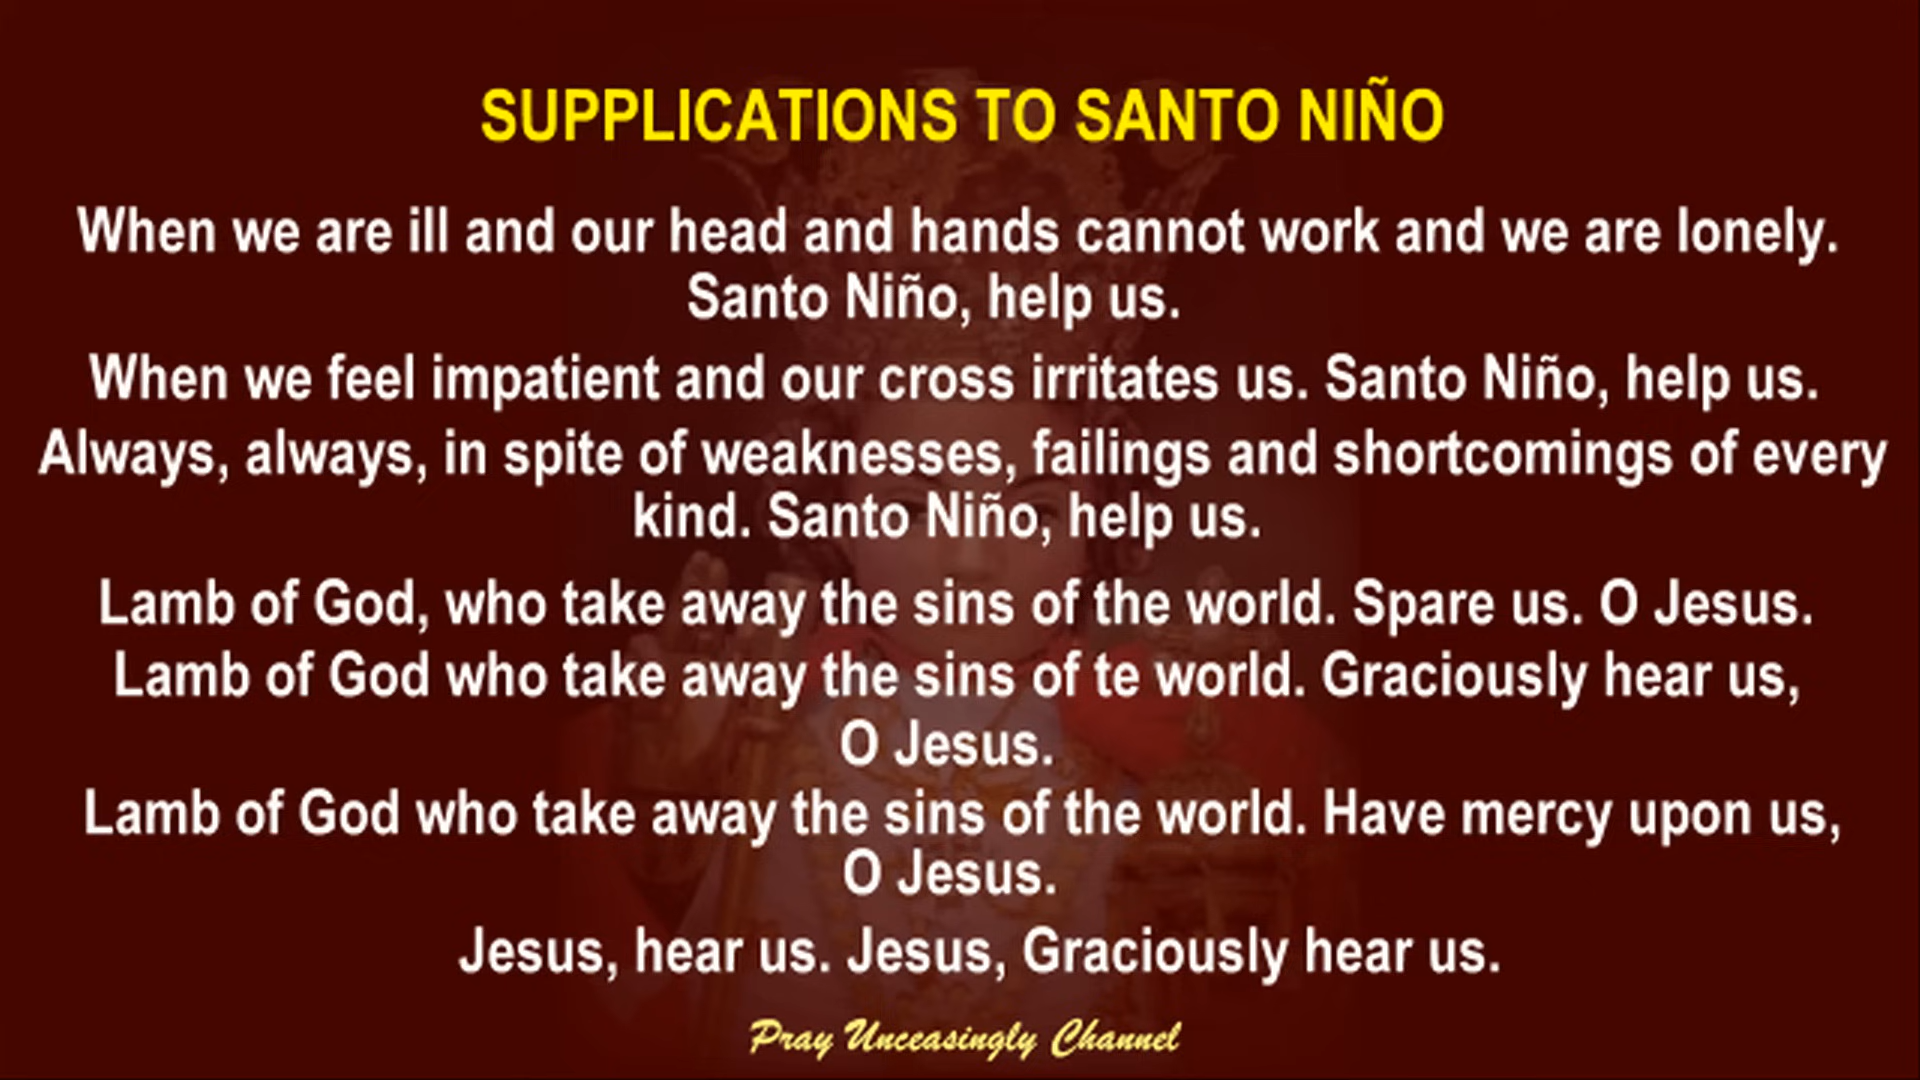 SUPPLICATIONS TO SANTO NIÑO
When we are ill and our head and hands cannot work and we are lonely.
Santo Niño, help us.
When we feel impatient and our cross irritates us. Santo Niño, help us.
Always, always, in spite of weaknesses, failings and shortcomings of every
kind. Santo Niño, help us.
Lamb of God, who take away the sins of the world. Spare us. O Jesus.
Lamb of God who take away the sins of te world. Graciously hear us,
O Jesus.
Lamb of God who take away the sins of the world. Have mercy upon us,
O Jesus.
Jesus, hear us. Jesus, Graciously hear us.
Pray Unceasingly Channel